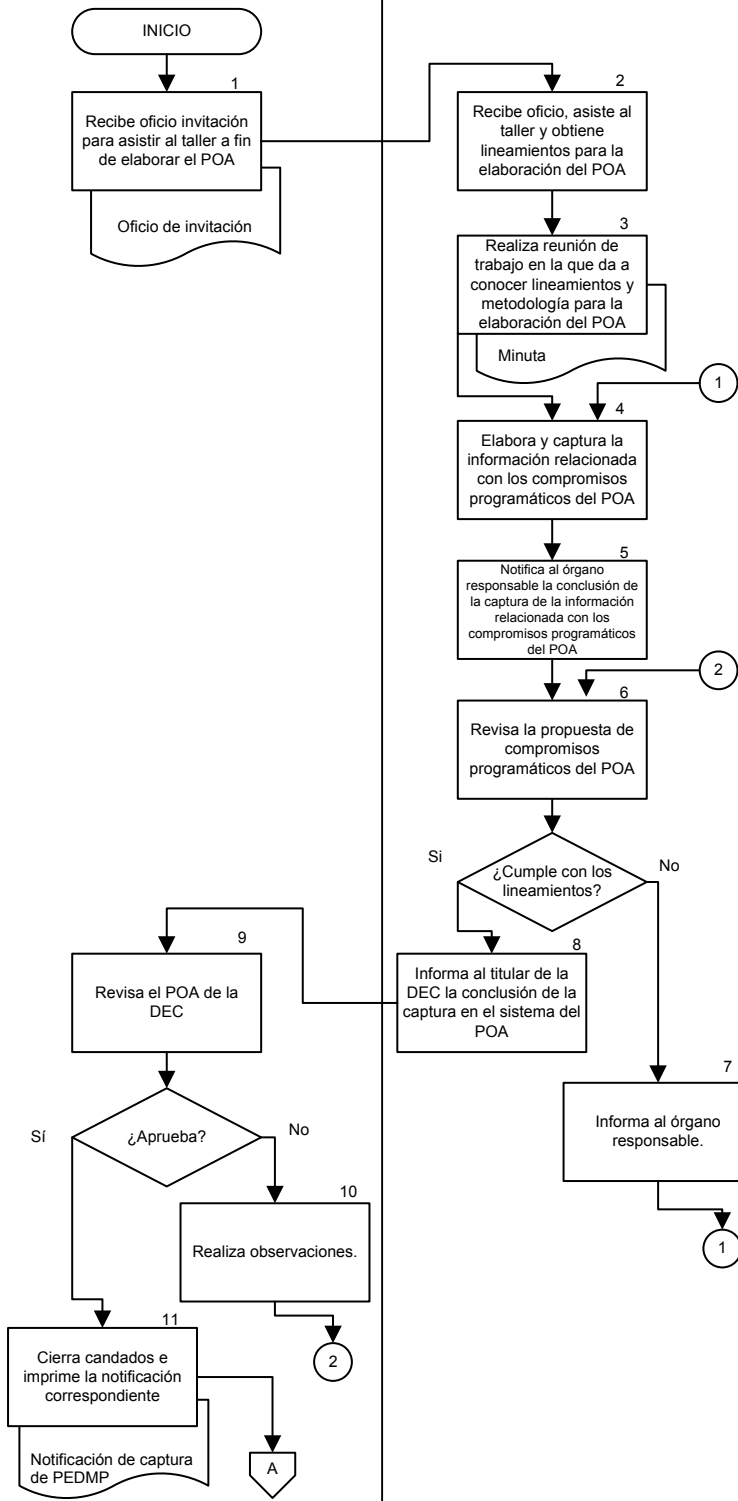 INICIO
1
Recibe oficio invitación
para asistir al taller a fin
de elaborar el POA
Oficio de invitación
2
Recibe oficio, asiste al
taller y obtiene
lineamientos para la
elaboración del POA
3
Realiza reunión de
trabajo en la que da a
conocer lineamientos y
metodología para la
elaboración del POA
Minuta
1
4
Elabora y captura la
información relacionada
con los compromisos
programáticos del POA
5
Notifica al órgano
responsable la conclusión de
la captura de la información
relacionada con los
compromisos programáticos
del POA
2
6
Revisa la propuesta de
compromisos
programáticos del POA
¿Cumple con los
lineamientos?
Si
No
7
Informa al órgano
responsable.
1
8
Informa al titular de la
DEC la conclusión de la
captura en el sistema del
POA
9
Revisa el POA de la
DEC
¿Aprueba?
Sí
No
10
Realiza observaciones.
2
11
Cierra candados e
imprime la notificación
correspondiente
Notificación de captura
de PEDMP
A